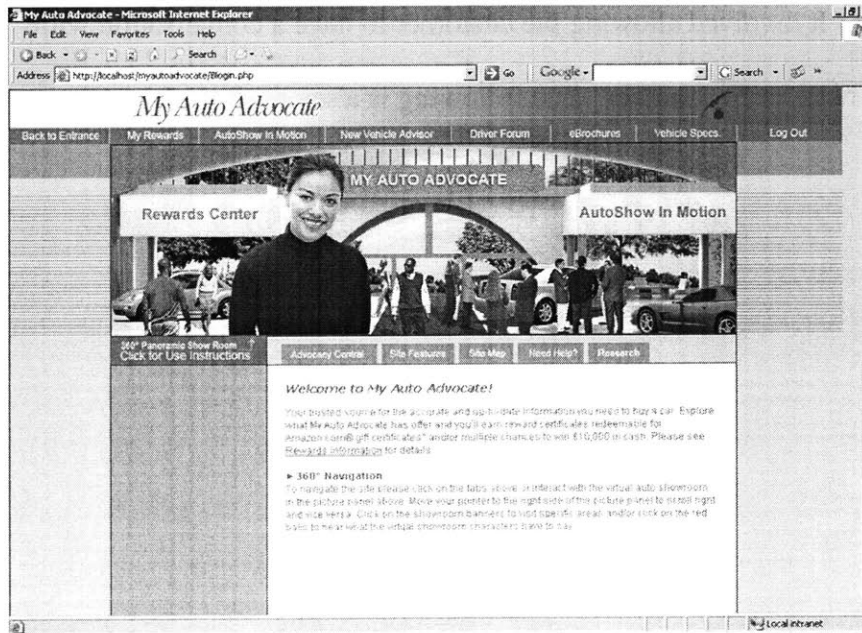 My Auto Advocate - Microsoft Internet Explorer
File Edit View Favorites Tools Help
Back Search
Address http://localhost/myautoadvocate/8login.php Go Google Search »
My Auto Advocate
Back to Entrance My Rewards AutoShow In Motion New Vehicle Advisor Driver Forum eBrochures Vehicle Specs. Log Out
MY AUTO ADVOCATE
Rewards Center AutoShow In Motion
360° Panoramic Show Room
Click for Use Instructions
Advocacy Central Site Features Site Map Need Help? Research
Welcome to My Auto Advocate!
Your trusted source for the accurate and up-to-date information you need to buy a car. Explore
what My Auto Advocate has offer and you'll earn reward certificates redeemable for
Amazon.com® gift certificates* and/or multiple chances to win $10,000 in cash. Please see
Rewards Information for details.
► 360° Navigation
To navigate the site please click on the tabs above or interact with the virtual auto showroom
in the picture panel above. Move your pointer to the right side of the picture panel to scroll right
and vice versa. Click on the showroom banners to visit specific areas and/or click on the red
to hear what the virtual showroom characters have to say.
Local intranet